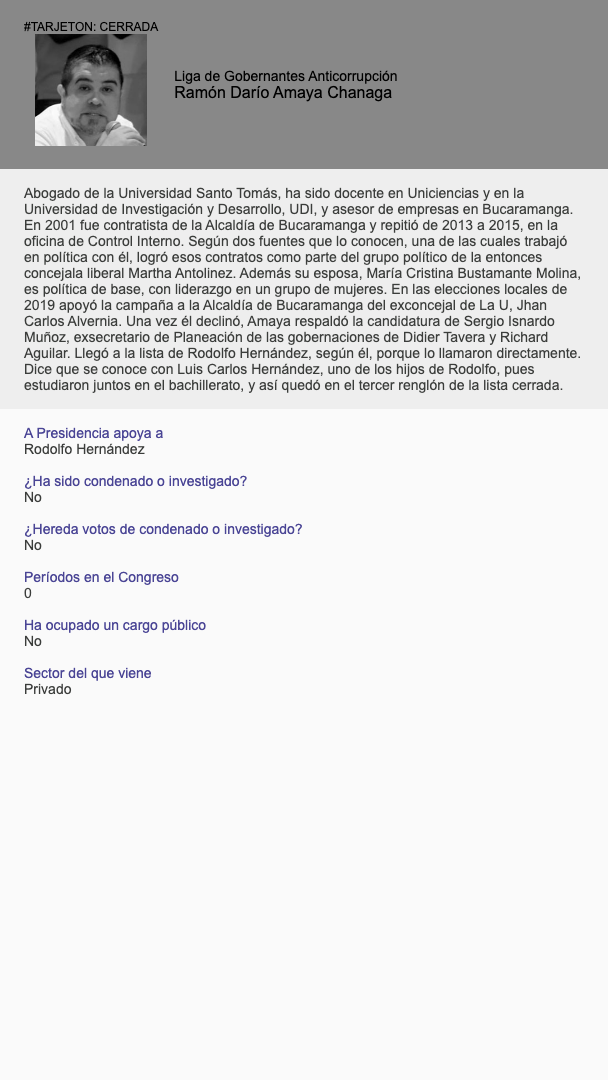 #TARJETON: CERRADA
Liga de Gobernantes Anticorrupción
Ramón Darío Amaya Chanaga
Abogado de la Universidad Santo Tomás, ha sido docente en Uniciencias y en la
Universidad de Investigación y Desarrollo, UDI, y asesor de empresas en Bucaramanga.
En 2001 fue contratista de la Alcaldía de Bucaramanga y repitió de 2013 a 2015, en la
oficina de Control Interno. Según dos fuentes que lo conocen, una de las cuales trabajó
en política con él, logró esos contratos como parte del grupo político de la entonces
concejala liberal Martha Antolinez. Además su esposa, María Cristina Bustamante Molina,
es política de base, con liderazgo en un grupo de mujeres. En las elecciones locales de
2019 apoyó la campaña a la Alcaldía de Bucaramanga del exconcejal de La U, Jhan
Carlos Alvernia. Una vez él declinó, Amaya respaldó la candidatura de Sergio Isnardo
Muñoz, exsecretario de Planeación de las gobernaciones de Didier Tavera y Richard
Aguilar. Llegó a la lista de Rodolfo Hernández, según él, porque lo llamaron directamente.
Dice que se conoce con Luis Carlos Hernández, uno de los hijos de Rodolfo, pues
estudiaron juntos en el bachillerato, y así quedó en el tercer renglón de la lista cerrada.
A Presidencia apoya a
Rodolfo Hernández
¿Ha sido condenado o investigado?
No
¿Hereda votos de condenado o investigado?
No
Períodos en el Congreso
0
Ha ocupado un cargo público
No
Sector del que viene
Privado